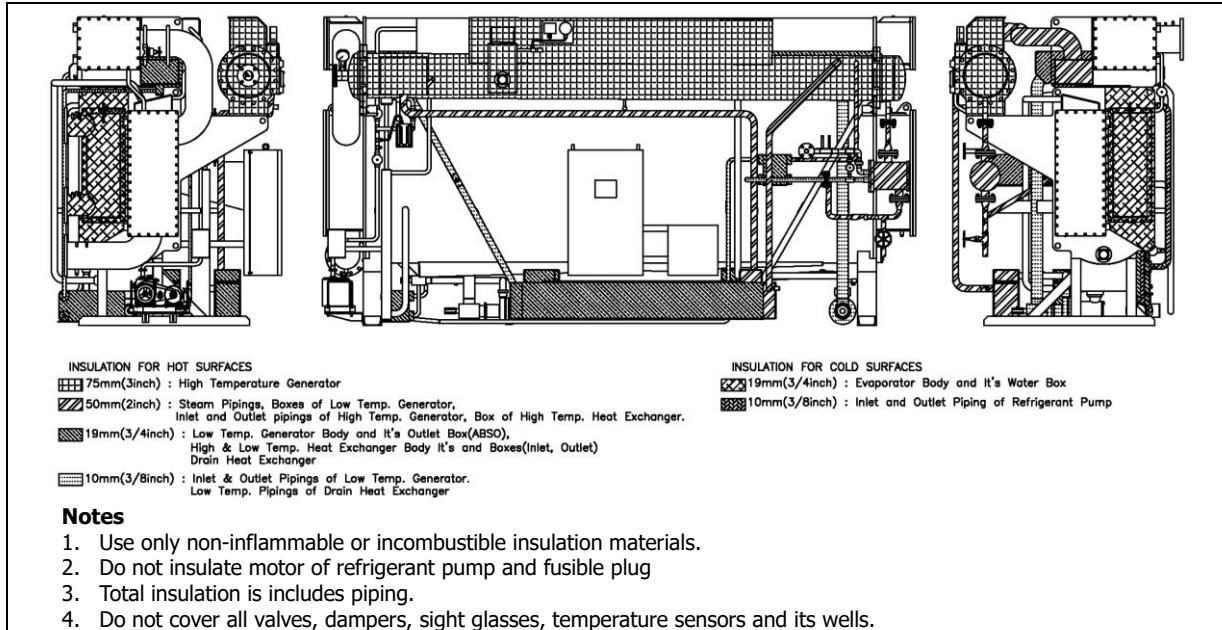 INSULATION FOR HOT SURFACES
75mm(3inch) : High Temperature Generator
50mm(2inch) : Steam Pipings, Boxes of Low Temp. Generator,
Inlet and Outlet pipings of High Temp. Generator, Box of High Temp. Heat Exchanger.
19mm(3/4inch) : Low Temp. Generator Body and It's Outlet Box(ABSO),
High & Low Temp. Heat Exchanger Body It's and Boxes(Inlet, Outlet)
Drain Heat Exchanger
10mm(3/8inch) : Inlet & Outlet Pipings of Low Temp. Generator.
Low Temp. Pipings of Drain Heat Exchanger
INSULATION FOR COLD SURFACES
19mm(3/4inch) : Evaporator Body and It's Water Box
10mm(3/8inch) : Inlet and Outlet Piping of Refrigerant Pump
Notes
1. Use only non-inflammable or incombustible insulation materials.
2. Do not insulate motor of refrigerant pump and fusible plug
3. Total insulation is includes piping.
4. Do not cover all valves, dampers, sight glasses, temperature sensors and its wells.